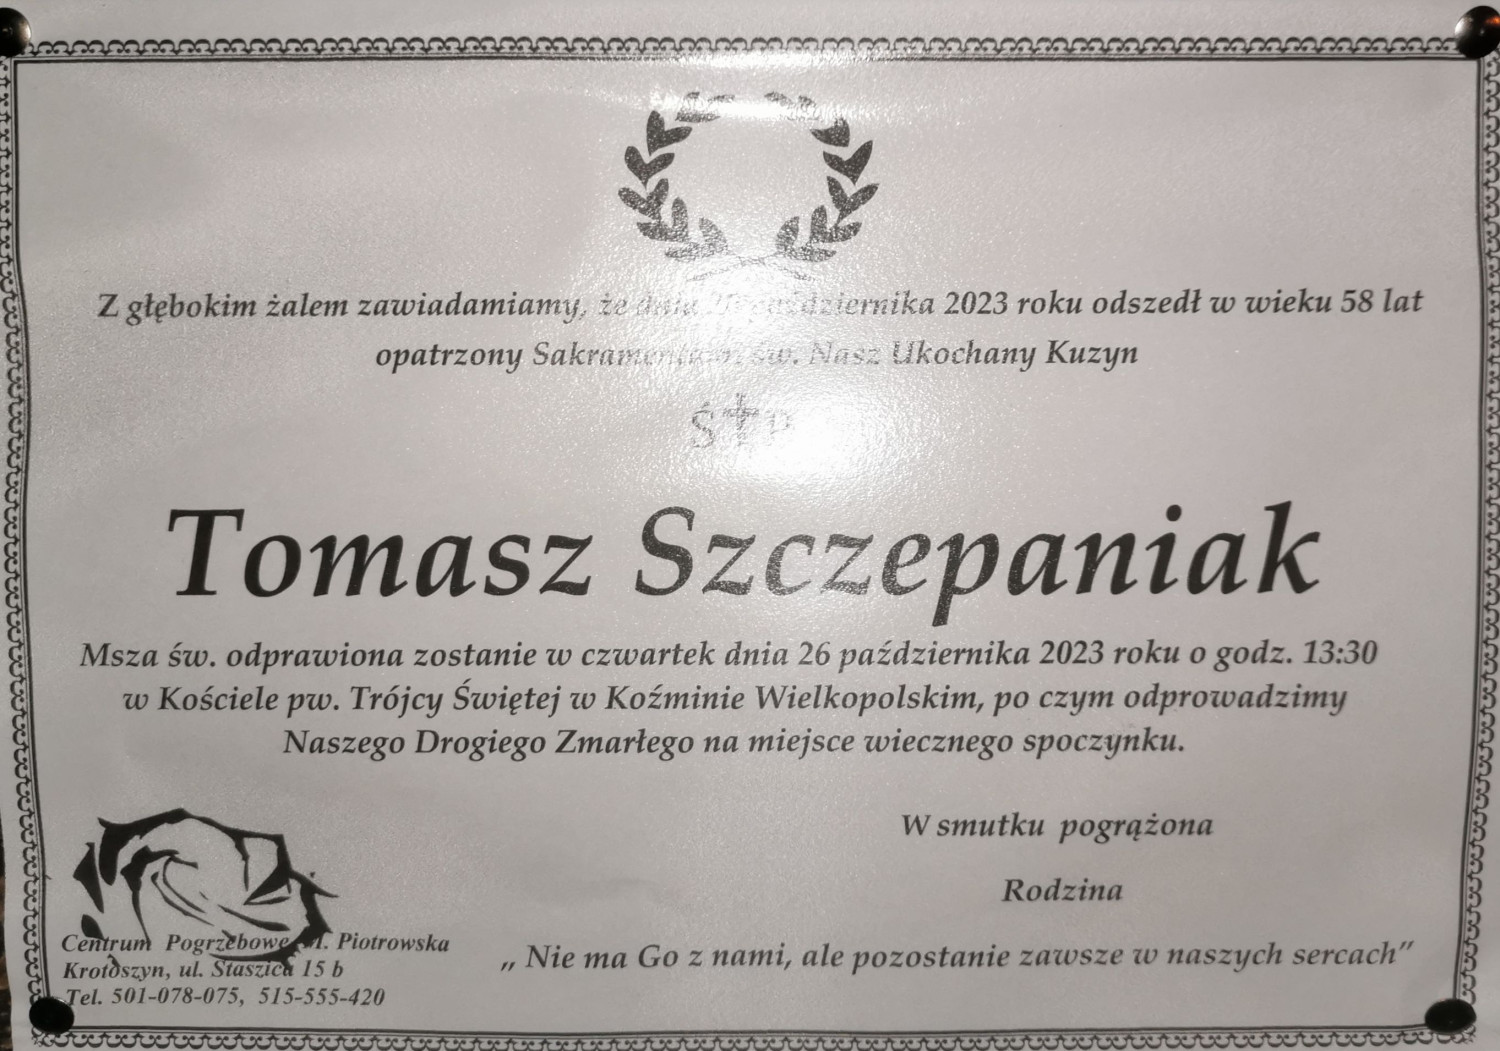 Z głębokim żalem zawiadamiamy, że dnia października 2023 roku odszedł w wieku 58 lat
opatrzony Sakramentami św. Nasz Ukochany Kuzyn
Ś P
Tomasz Szczepaniak
Msza św. odprawiona zostanie w czwartek dnia 26 października 2023 roku o godz. 13:30
w Kościele pw. Trójcy Świętej w Koźminie Wielkopolskim, po czym odprowadzimy
Naszego Drogiego Zmarłego na miejsce wiecznego spoczynku.
W smutku pogrążona
Rodzina
„ Nie ma Go z nami, ale pozostanie zawsze w naszych sercach”
Centrum Pogrzebowe M. Piotrowska
Krotoszyn, ul. Staszica 15 b
Tel. 501-078-075, 515-555-420